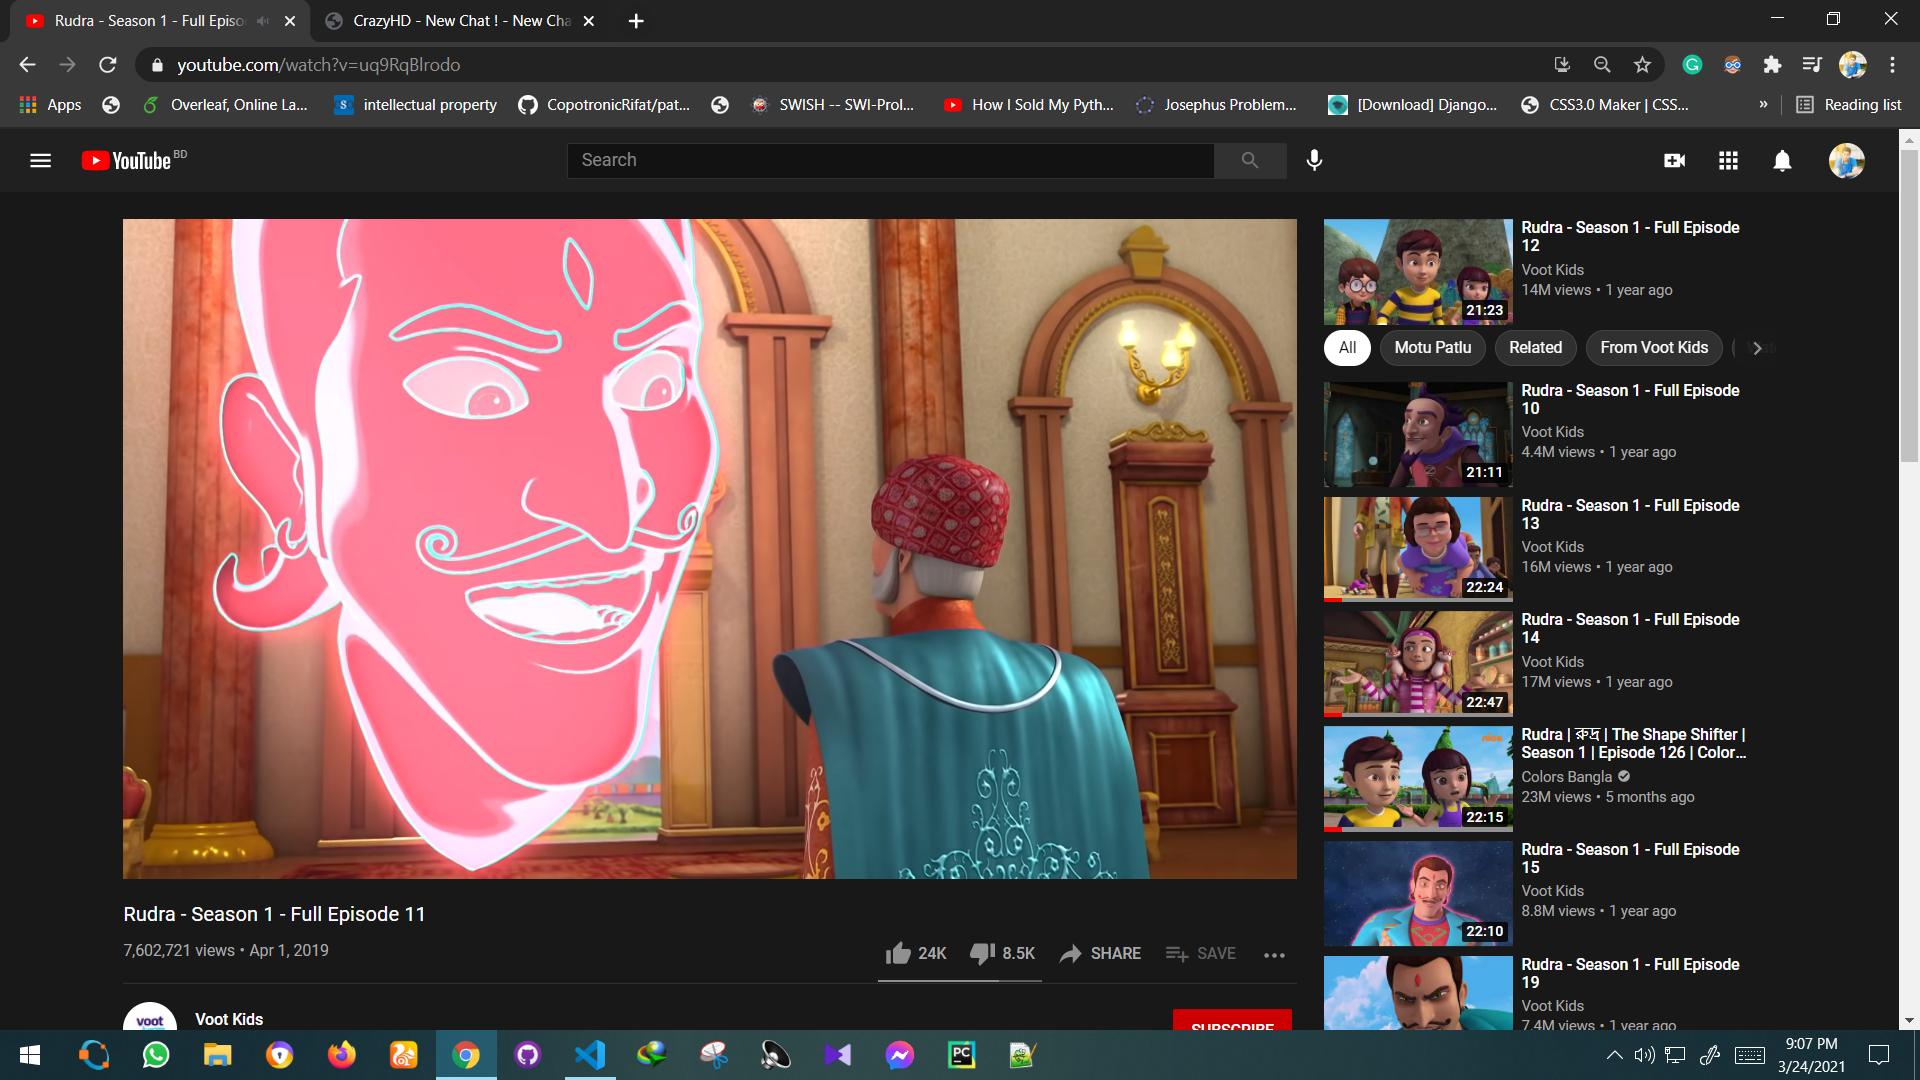 Rudra - Season 1 - Full Episo
CrazyHD - New Chat ! - New Cha
youtube.com/watch?v=uq9RqBlrodo
Apps
Overleaf, Online La...
intellectual property
CopotronicRifat/pat...
SWISH -- SWI-Prol...
How I Sold My Pyth...
Josephus Problem...
[Download] Django...
CSS3.0 Maker | CSS...
»
Reading list
YouTube BD
Search
Rudra - Season 1 - Full Episode
12
Voot Kids
14M views • 1 year ago
21:23
All
Motu Patlu
Related
From Voot Kids
Rudra - Season 1 - Full Episode
10
Voot Kids
4.4M views • 1 year ago
21:11
Rudra - Season 1 - Full Episode
13
Voot Kids
16M views • 1 year ago
22:24
Rudra - Season 1 - Full Episode
14
Voot Kids
17M views • 1 year ago
22:47
Rudra | রুদ্র | The Shape Shifter |
Season 1 | Episode 126 | Color...
Colors Bangla
23M views • 5 months ago
22:15
Rudra - Season 1 - Full Episode
15
Voot Kids
8.8M views • 1 year ago
22:10
Rudra - Season 1 - Full Episode
19
Voot Kids
7.4M views • 1 year ago
Rudra - Season 1 - Full Episode 11
7,602,721 views • Apr 1, 2019
24K
8.5K
SHARE
SAVE
voot
Voot Kids
SUBSCRIBE
PC
9:07 PM
3/24/2021